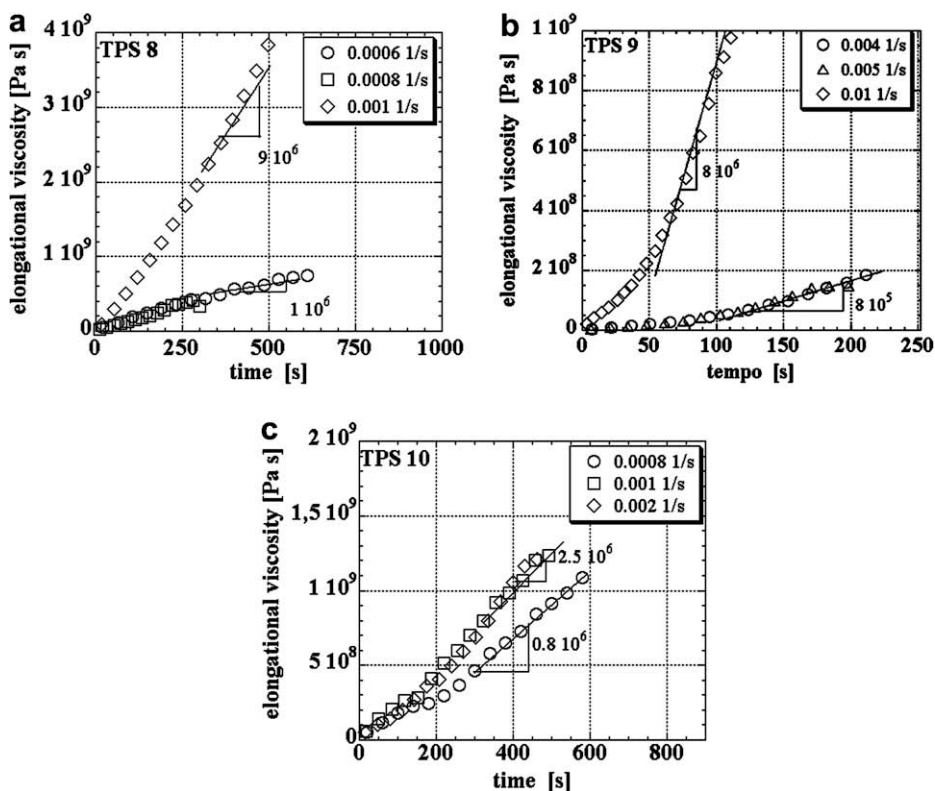 a
TPS 8
0.0006 1/s
0.0008 1/s
0.001 1/s
elongational viscosity [Pa s]
4 10^9
3 10^9
2 10^9
1 10^9
0
9 10^6
1 10^6
0 250 500 750 1000
time [s]
b
TPS 9
0.004 1/s
0.005 1/s
0.01 1/s
elongational viscosity [Pa s]
1 10^9
8 10^8
6 10^8
4 10^8
2 10^8
0
8 10^6
8 10^5
0 50 100 150 200 250
tempo [s]
c
TPS 10
0.0008 1/s
0.001 1/s
0.002 1/s
elongational viscosity [Pa s]
2 10^9
1,5 10^9
1 10^9
5 10^8
0
2.5 10^6
0.8 10^6
0 200 400 600 800
time [s]